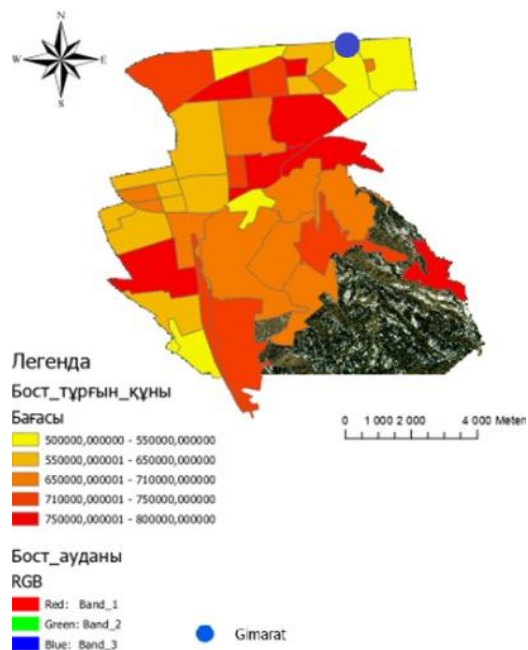 N
W E
S
Легенда
Бост_тұрғын_құны
Бағасы
500000,000000 - 550000,000000
550000,000001 - 650000,000000
650000,000001 - 710000,000000
710000,000001 - 750000,000000
750000,000001 - 800000,000000
0 1 000 2 000 4 000 Meters
Бост_ауданы
RGB
Red: Band_1
Green: Band_2
Blue: Band_3
Gimarat